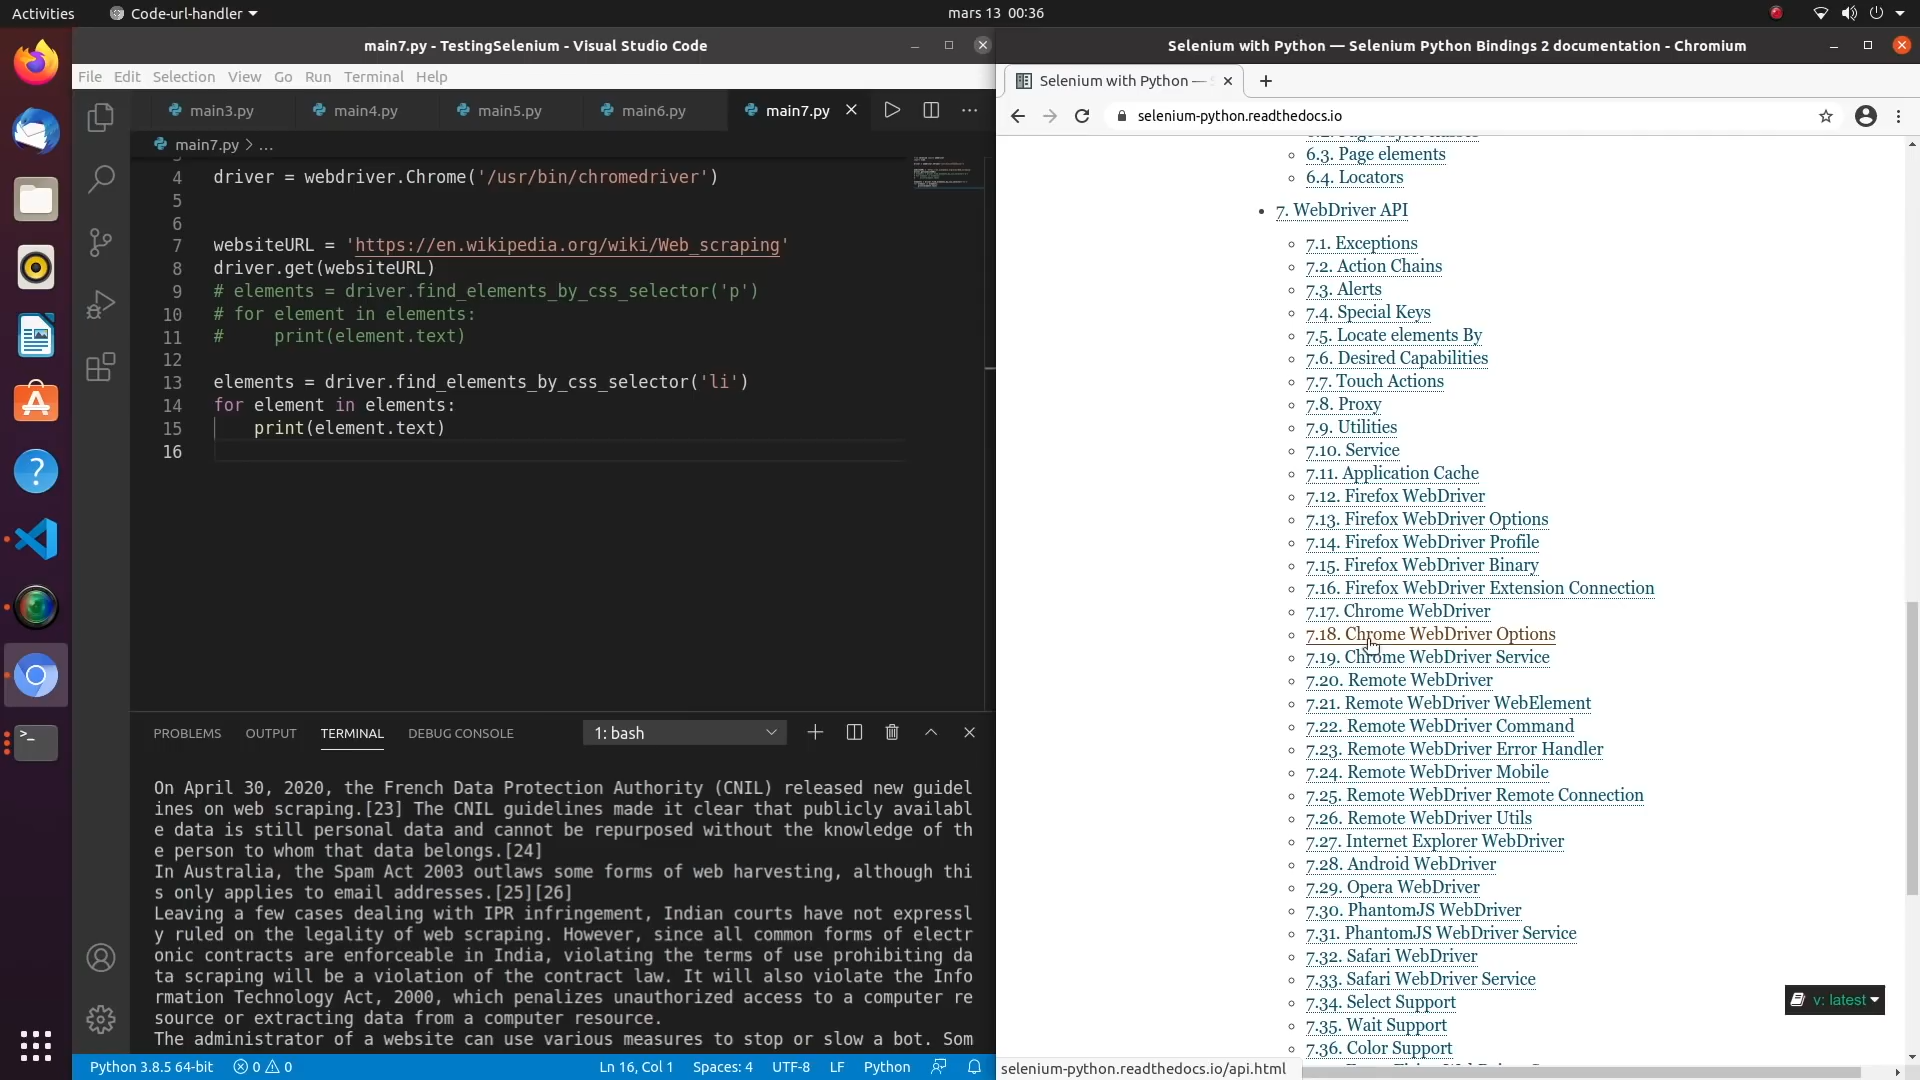 Activities
Code-url-handler
mars 13 00:36
main7.py - TestingSelenium - Visual Studio Code
File Edit Selection View Go Run Terminal Help
main3.py main4.py main5.py main6.py main7.py
main7.py > ...
4 driver = webdriver.Chrome('/usr/bin/chromedriver')
5
6
7 websiteURL = 'https://en.wikipedia.org/wiki/Web_scraping'
8 driver.get(websiteURL)
9 # elements = driver.find_elements_by_css_selector('p')
10 # for element in elements:
11 #     print(element.text)
12
13 elements = driver.find_elements_by_css_selector('li')
14 for element in elements:
15     print(element.text)
16
PROBLEMS OUTPUT TERMINAL DEBUG CONSOLE 1: bash
On April 30, 2020, the French Data Protection Authority (CNIL) released new guidel
ines on web scraping.[23] The CNIL guidelines made it clear that publicly availabl
e data is still personal data and cannot be repurposed without the knowledge of th
e person to whom that data belongs.[24]
In Australia, the Spam Act 2003 outlaws some forms of web harvesting, although thi
s only applies to email addresses.[25][26]
Leaving a few cases dealing with IPR infringement, Indian courts have not expressl
y ruled on the legality of web scraping. However, since all common forms of electr
onic contracts are enforceable in India, violating the terms of use prohibiting da
ta scraping will be a violation of the contract law. It will also violate the Info
rmation Technology Act, 2000, which penalizes unauthorized access to a computer re
source or extracting data from a computer resource.
The administrator of a website can use various measures to stop or slow a bot. Som
Python 3.8.5 64-bit 0 0 Ln 16, Col 1 Spaces: 4 UTF-8 LF Python
Selenium with Python — Selenium Python Bindings 2 documentation - Chromium
Selenium with Python —
selenium-python.readthedocs.io
6.2. Page object classes
6.3. Page elements
6.4. Locators
7. WebDriver API
7.1. Exceptions
7.2. Action Chains
7.3. Alerts
7.4. Special Keys
7.5. Locate elements By
7.6. Desired Capabilities
7.7. Touch Actions
7.8. Proxy
7.9. Utilities
7.10. Service
7.11. Application Cache
7.12. Firefox WebDriver
7.13. Firefox WebDriver Options
7.14. Firefox WebDriver Profile
7.15. Firefox WebDriver Binary
7.16. Firefox WebDriver Extension Connection
7.17. Chrome WebDriver
7.18. Chrome WebDriver Options
7.19. Chrome WebDriver Service
7.20. Remote WebDriver
7.21. Remote WebDriver WebElement
7.22. Remote WebDriver Command
7.23. Remote WebDriver Error Handler
7.24. Remote WebDriver Mobile
7.25. Remote WebDriver Remote Connection
7.26. Remote WebDriver Utils
7.27. Internet Explorer WebDriver
7.28. Android WebDriver
7.29. Opera WebDriver
7.30. PhantomJS WebDriver
7.31. PhantomJS WebDriver Service
7.32. Safari WebDriver
7.33. Safari WebDriver Service
7.34. Select Support
7.35. Wait Support
7.36. Color Support
v: latest
selenium-python.readthedocs.io/api.html